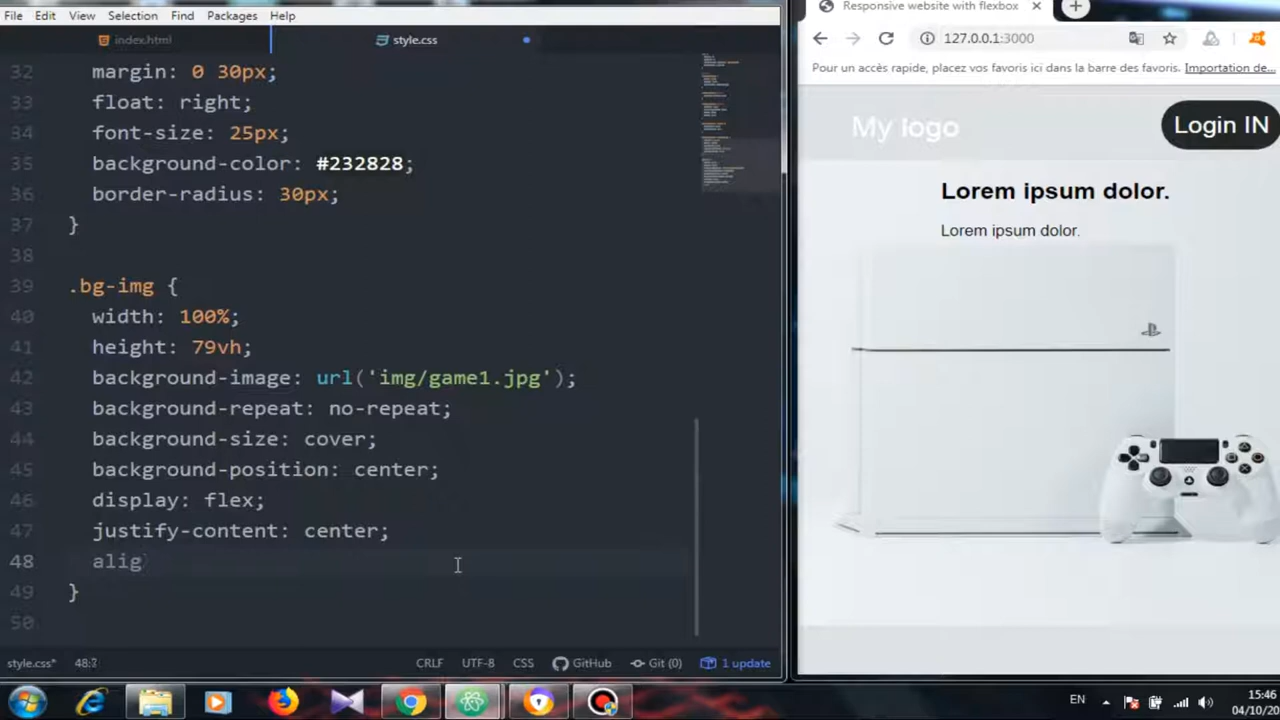 File Edit View Selection Find Packages Help
index.html
style.css
32 margin: 0 30px;
33 float: right;
34 font-size: 25px;
35 background-color: #232828;
36 border-radius: 30px;
37 }
38
39 .bg-img {
40 width: 100%;
41 height: 79vh;
42 background-image: url('img/game1.jpg');
43 background-repeat: no-repeat;
44 background-size: cover;
45 background-position: center;
46 display: flex;
47 justify-content: center;
48 alig
49 }
50
style.css* CRLF UTF-8 CSS GitHub Git (0) 1 update
Responsive website with flexbox
127.0.0.1:3000
Pour un accès rapide, placez vos favoris ici dans la barre des favoris. Importation de...
My logo
Login IN
Lorem ipsum dolor.
Lorem ipsum dolor.
EN
15:46
04/10/20